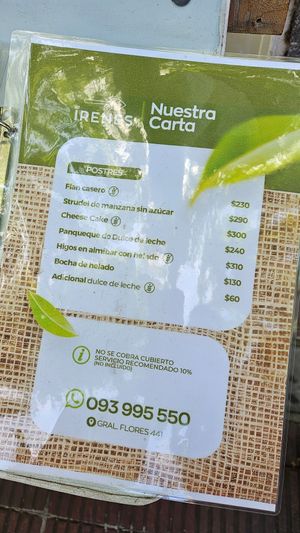 IRENES
Nuestra
Carta
POSTRES
Flan casero $230
Strudel de manzana sin azúcar $290
Cheese Cake $300
Panqueque de Dulce de leche $240
Higos en almíbar con helado $310
Bocha de helado $130
Adicional dulce de leche $60
NO SE COBRA CUBIERTO
SERVICIO RECOMENDADO 10%
(NO INCLUIDO)
093 995 550
GRAL. FLORES 441